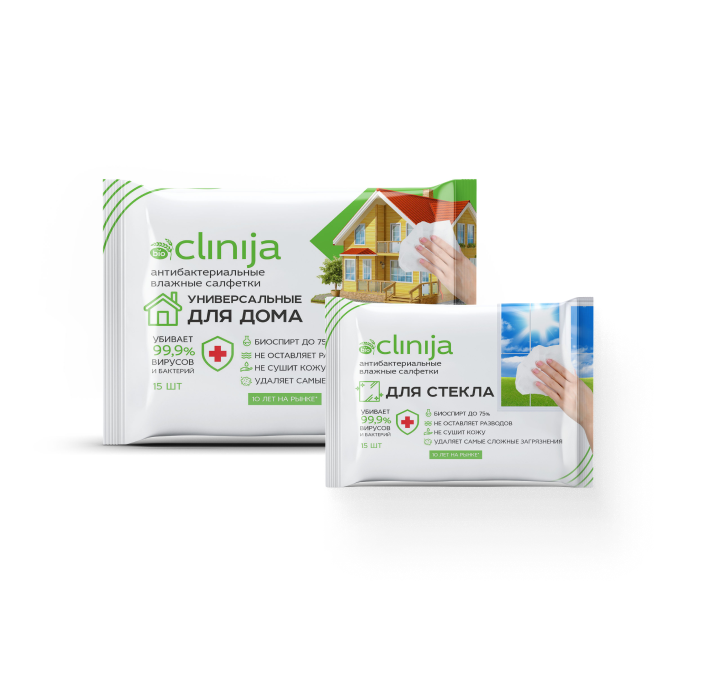 bio clinija
антибактериальные
влажные салфетки
УНИВЕРСАЛЬНЫЕ
ДЛЯ ДОМА
УБИВАЕТ
99,9%
ВИРУСОВ
И БАКТЕРИЙ
15 ШТ
БИОСПИРТ ДО 75
НЕ ОСТАВЛЯЕТ
НЕ СУШИТ КОЖУ
УДАЛЯЕТ САМЫЕ
10 ЛЕТ НА РЫНКЕ*
bio clinija
антибактериальные
влажные салфетки
ДЛЯ СТЕКЛА
УБИВАЕТ
99,9%
ВИРУСОВ
И БАКТЕРИЙ
15 ШТ
БИОСПИРТ ДО 75%
НЕ ОСТАВЛЯЕТ РАЗВОДОВ
НЕ СУШИТ КОЖУ
УДАЛЯЕТ САМЫЕ СЛОЖНЫЕ ЗАГРЯЗНЕНИЯ
10 ЛЕТ НА РЫНКЕ*